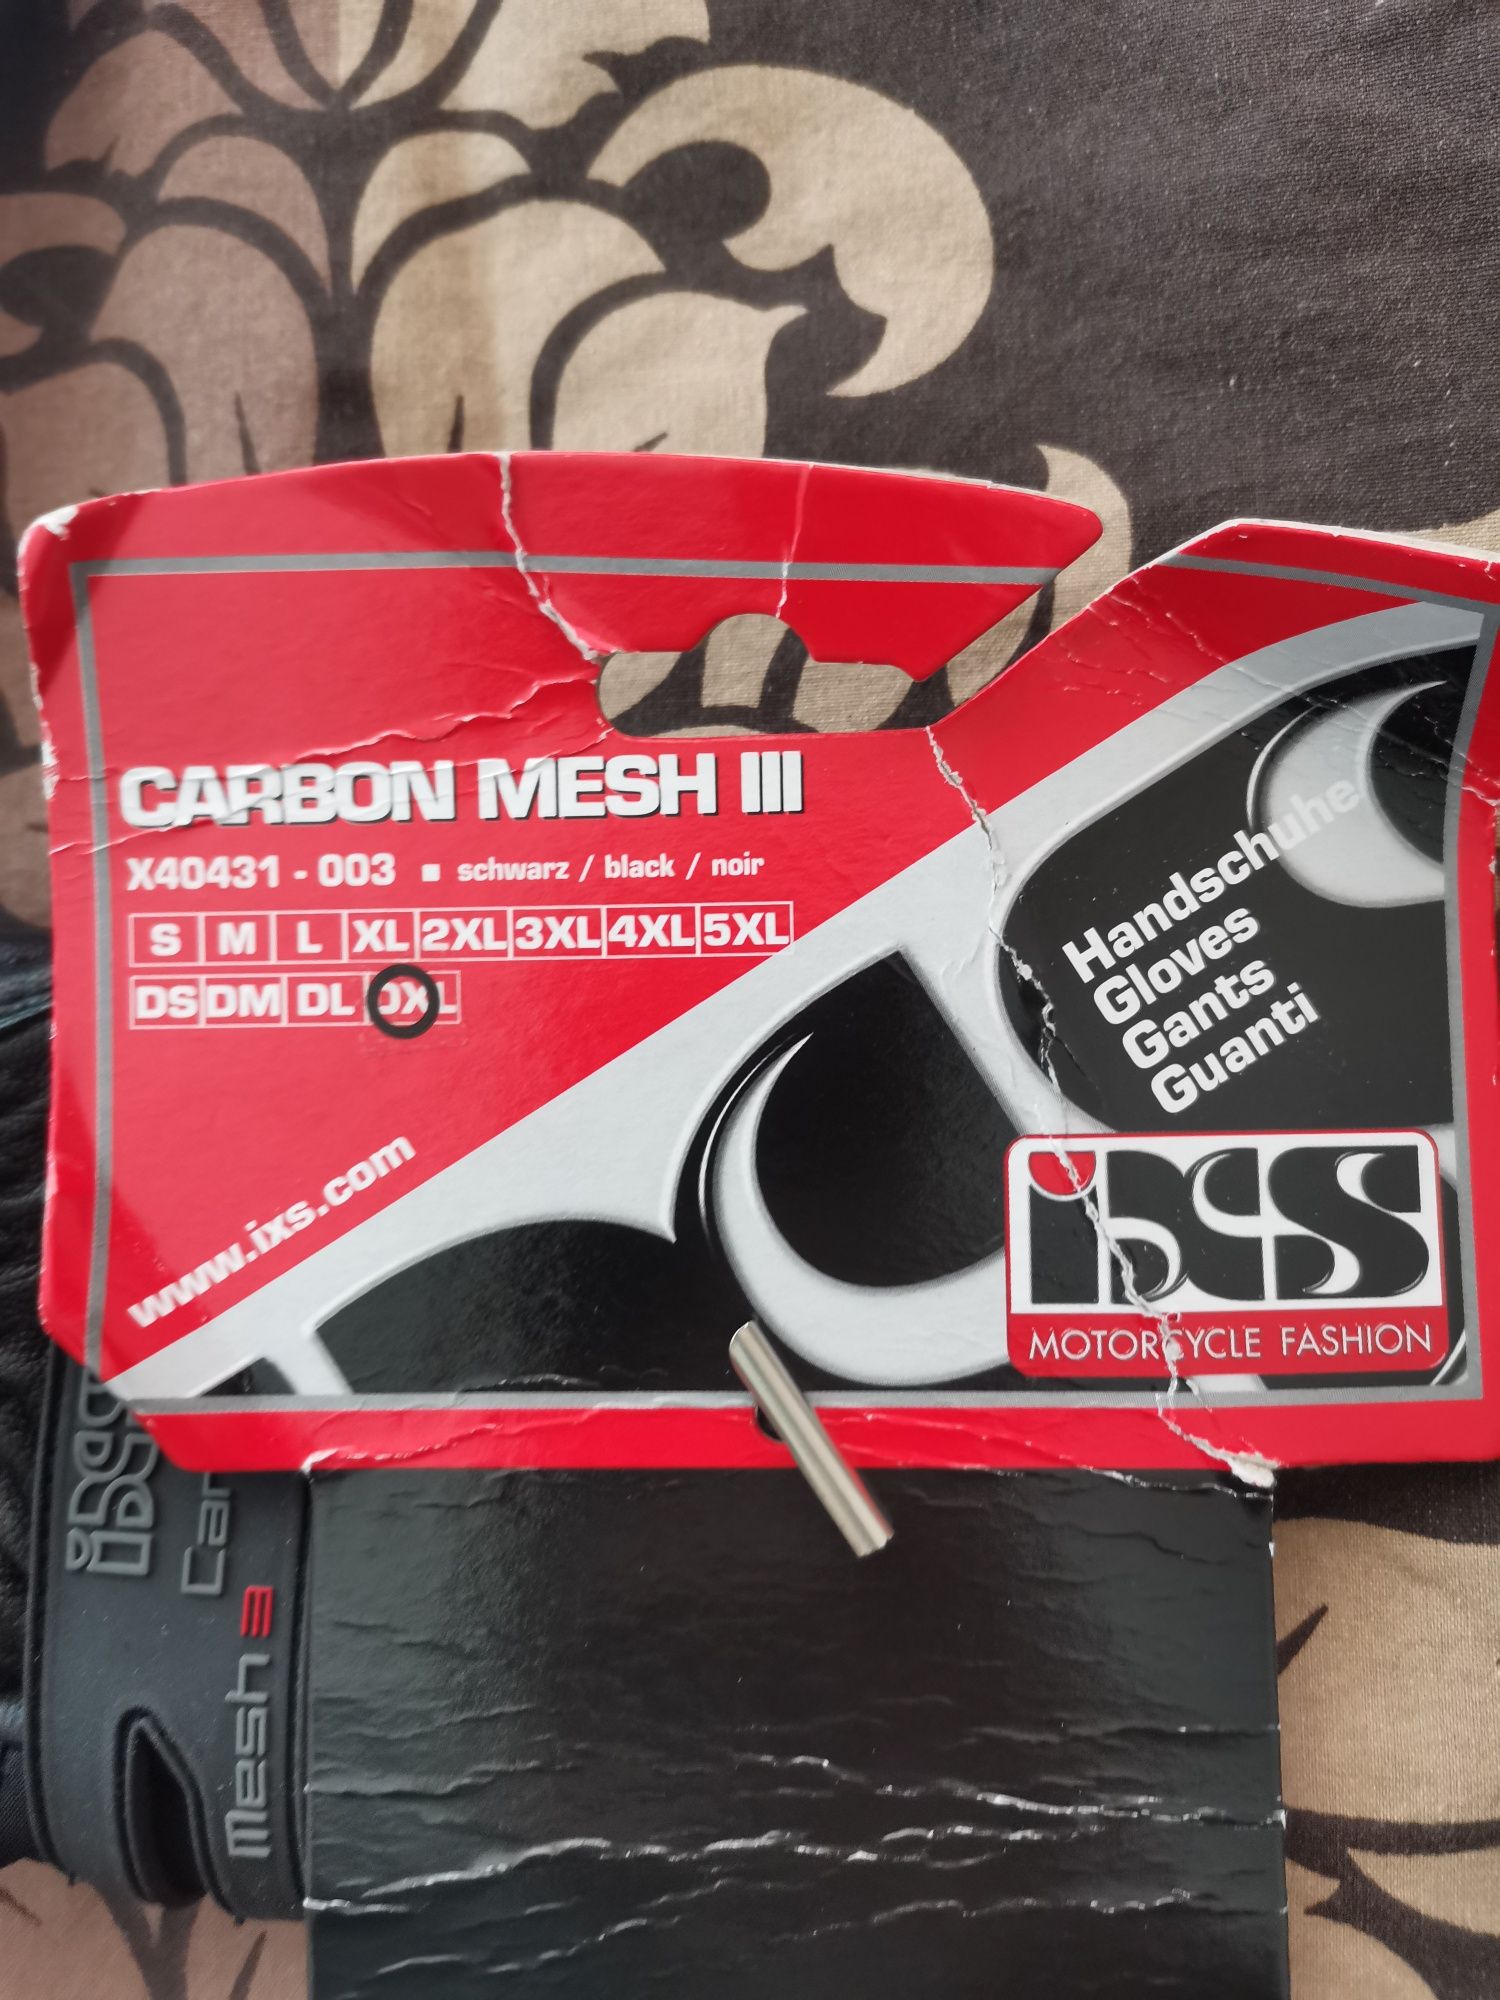 CARBON MESH III
X40431 - 003 ▪ schwarz / black / noir
S M L XL 2XL 3XL 4XL 5XL
DS DM DL DXL
www.ixs.com
Handschuhe
Gloves
Gants
Guanti
iXS
MOTORCYCLE FASHION
Mesh 3